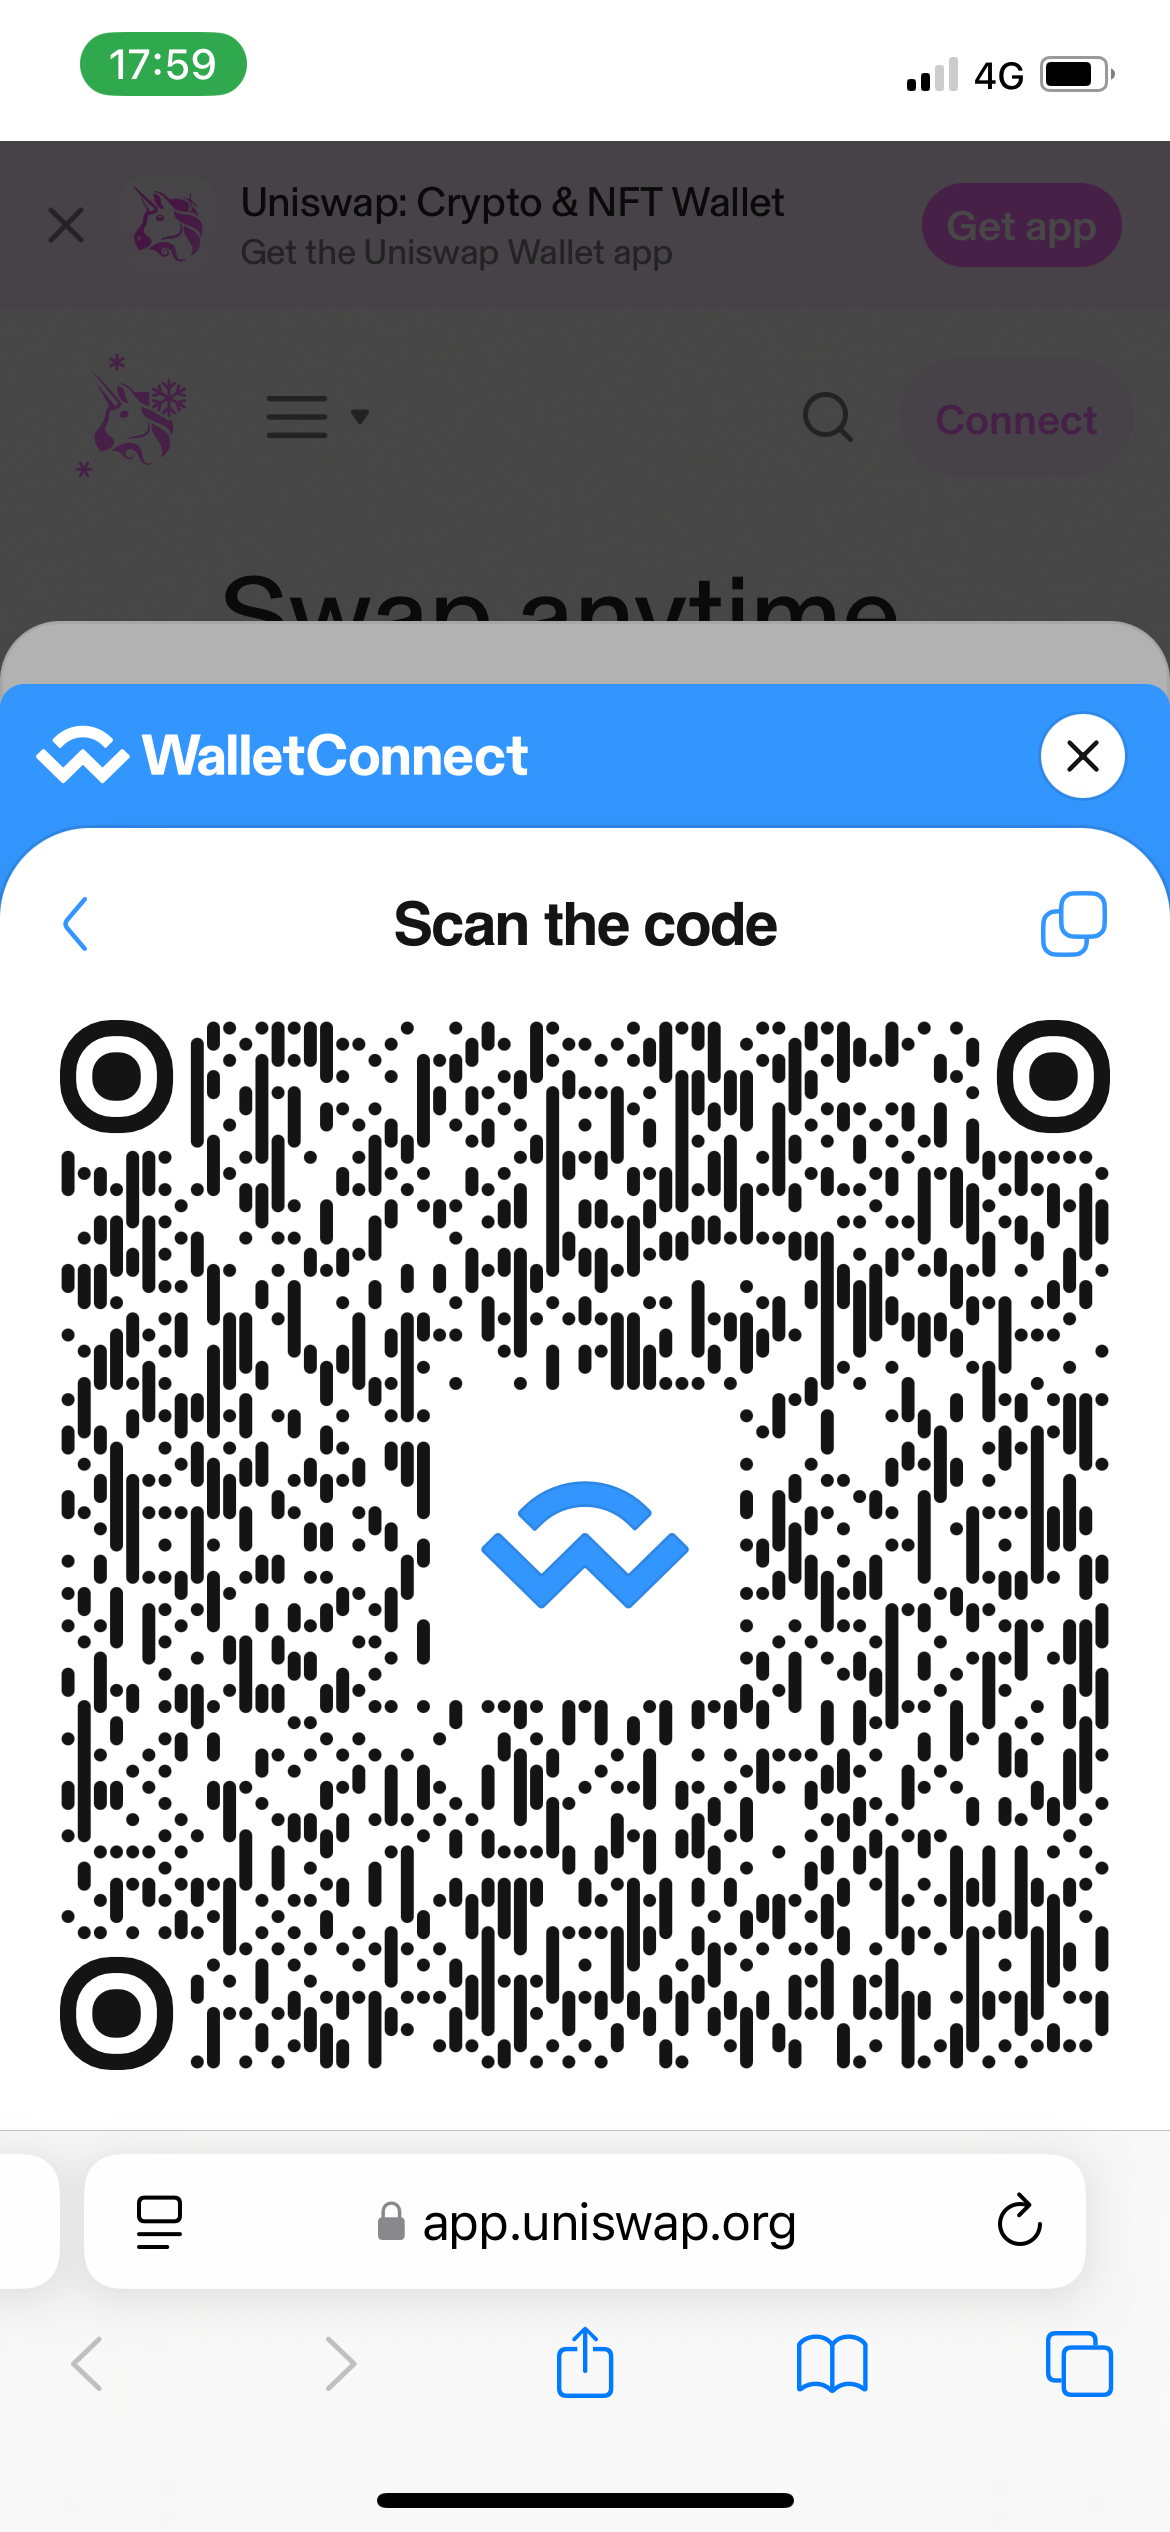 17:59
4G
Uniswap: Crypto & NFT Wallet
Get the Uniswap Wallet app
Get app
Connect
Swap anytime
WalletConnect
Scan the code
app.uniswap.org